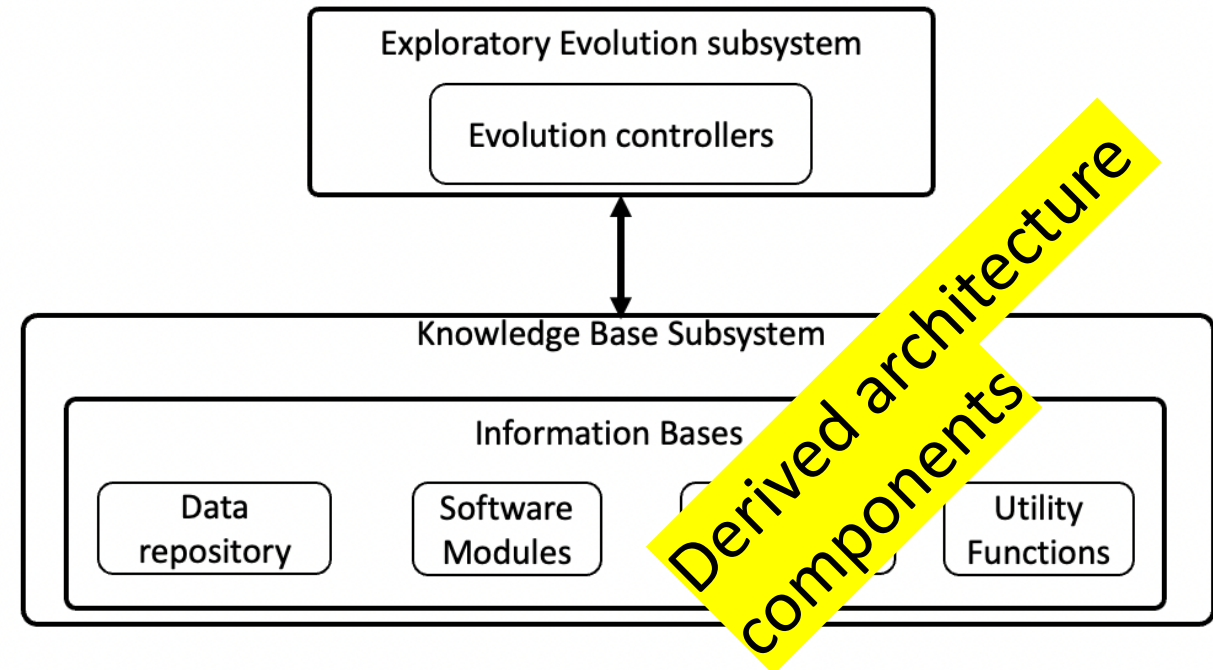 Exploratory Evolution subsystem
Evolution controllers
Knowledge Base Subsystem
Information Bases
Data
repository
Software
Modules
Utility
Functions
Derived architecture
components